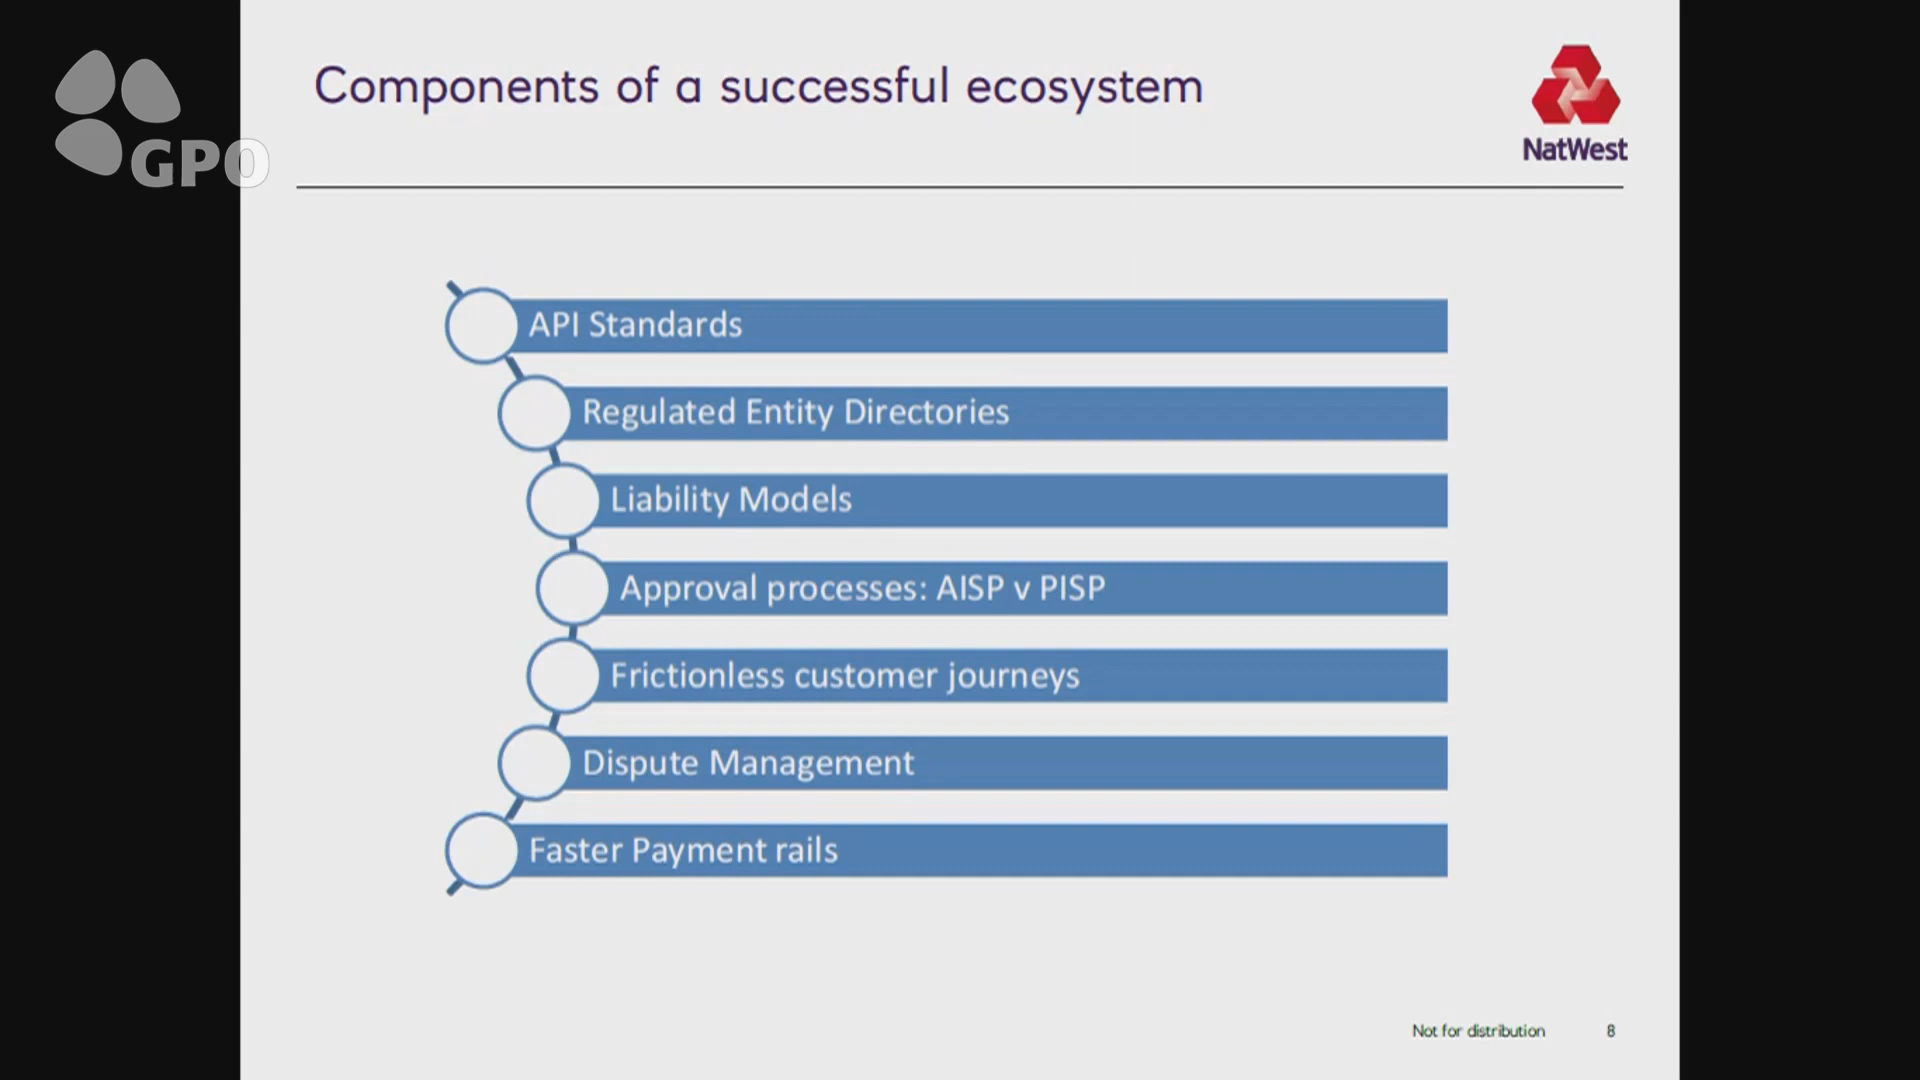 GPO
Components of a successful ecosystem
NatWest
API Standards
Regulated Entity Directories
Liability Models
Approval processes: AISP v PISP
Frictionless customer journeys
Dispute Management
Faster Payment rails
Not for distribution 8